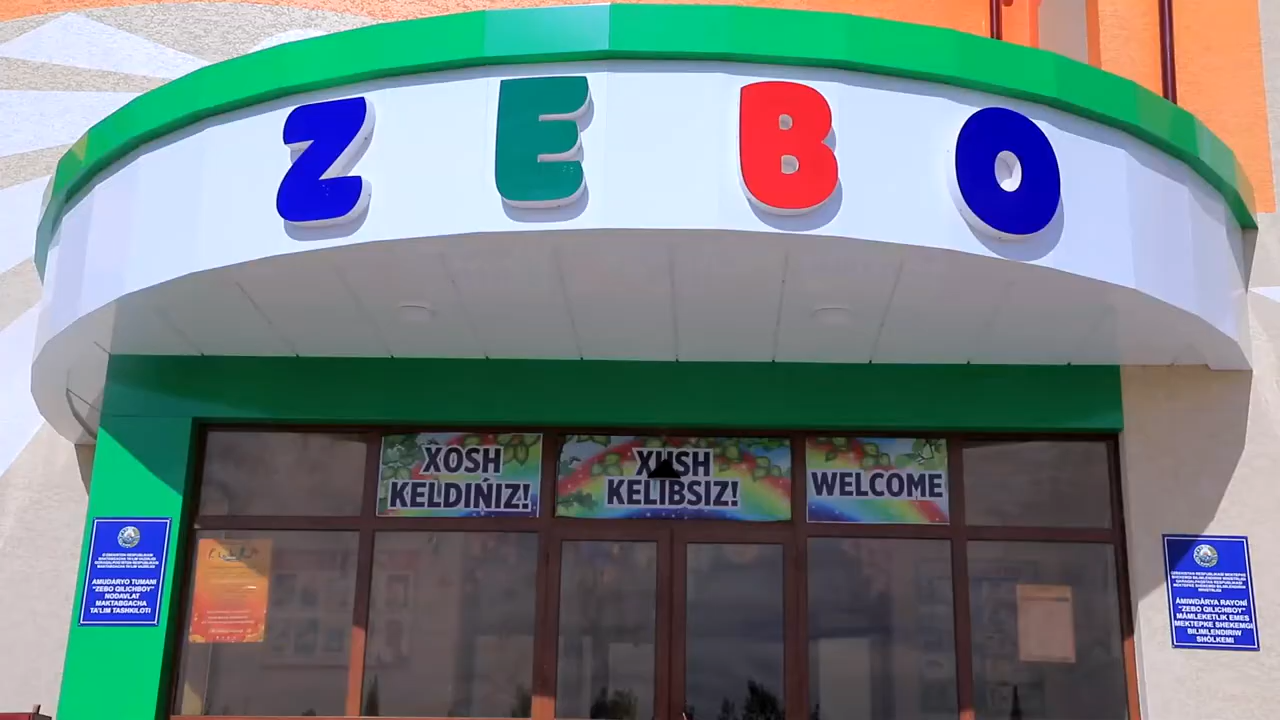 ZEBO
XOSH
KELDIŃIZ!
XUSH
KELIBSIZ!
WELCOME
AMUDARYO TUMANI
"ZEBO QILICHBOY"
NODAVLAT
MAKTABGACHA
TA'LIM TASHKILOTI
ÁMIWDÁRYA RAYONÍ
"ZEBO QILICHBOY"
MÁMLEKETLIK EMES
MEKTEPKE SHEKEMGI
BILIMLENDIRIW
SHÓLKEMI